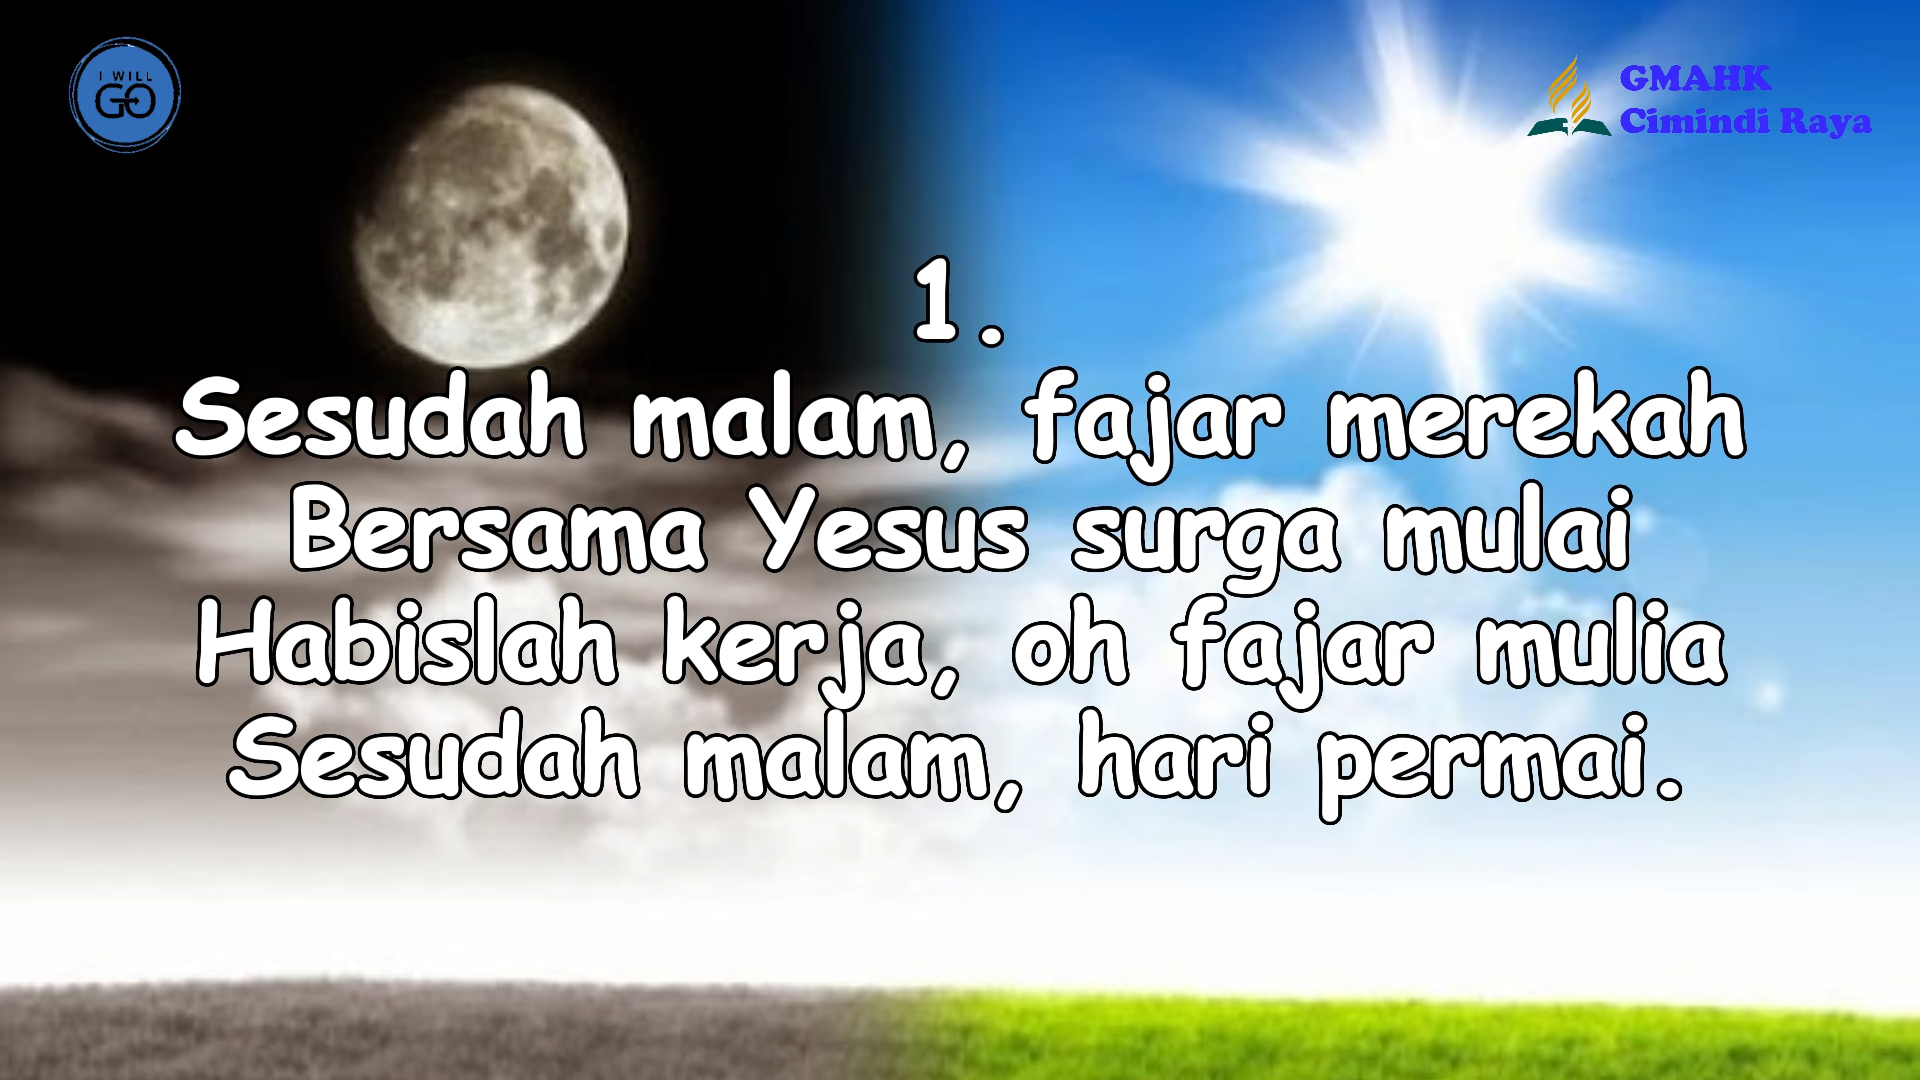 I WILL
GO
GMAHK
Cimindi Raya
1.
Sesudah malam, fajar merekah
Bersama Yesus surga mulai
Habislah kerja, oh fajar mulia
Sesudah malam, hari permai.